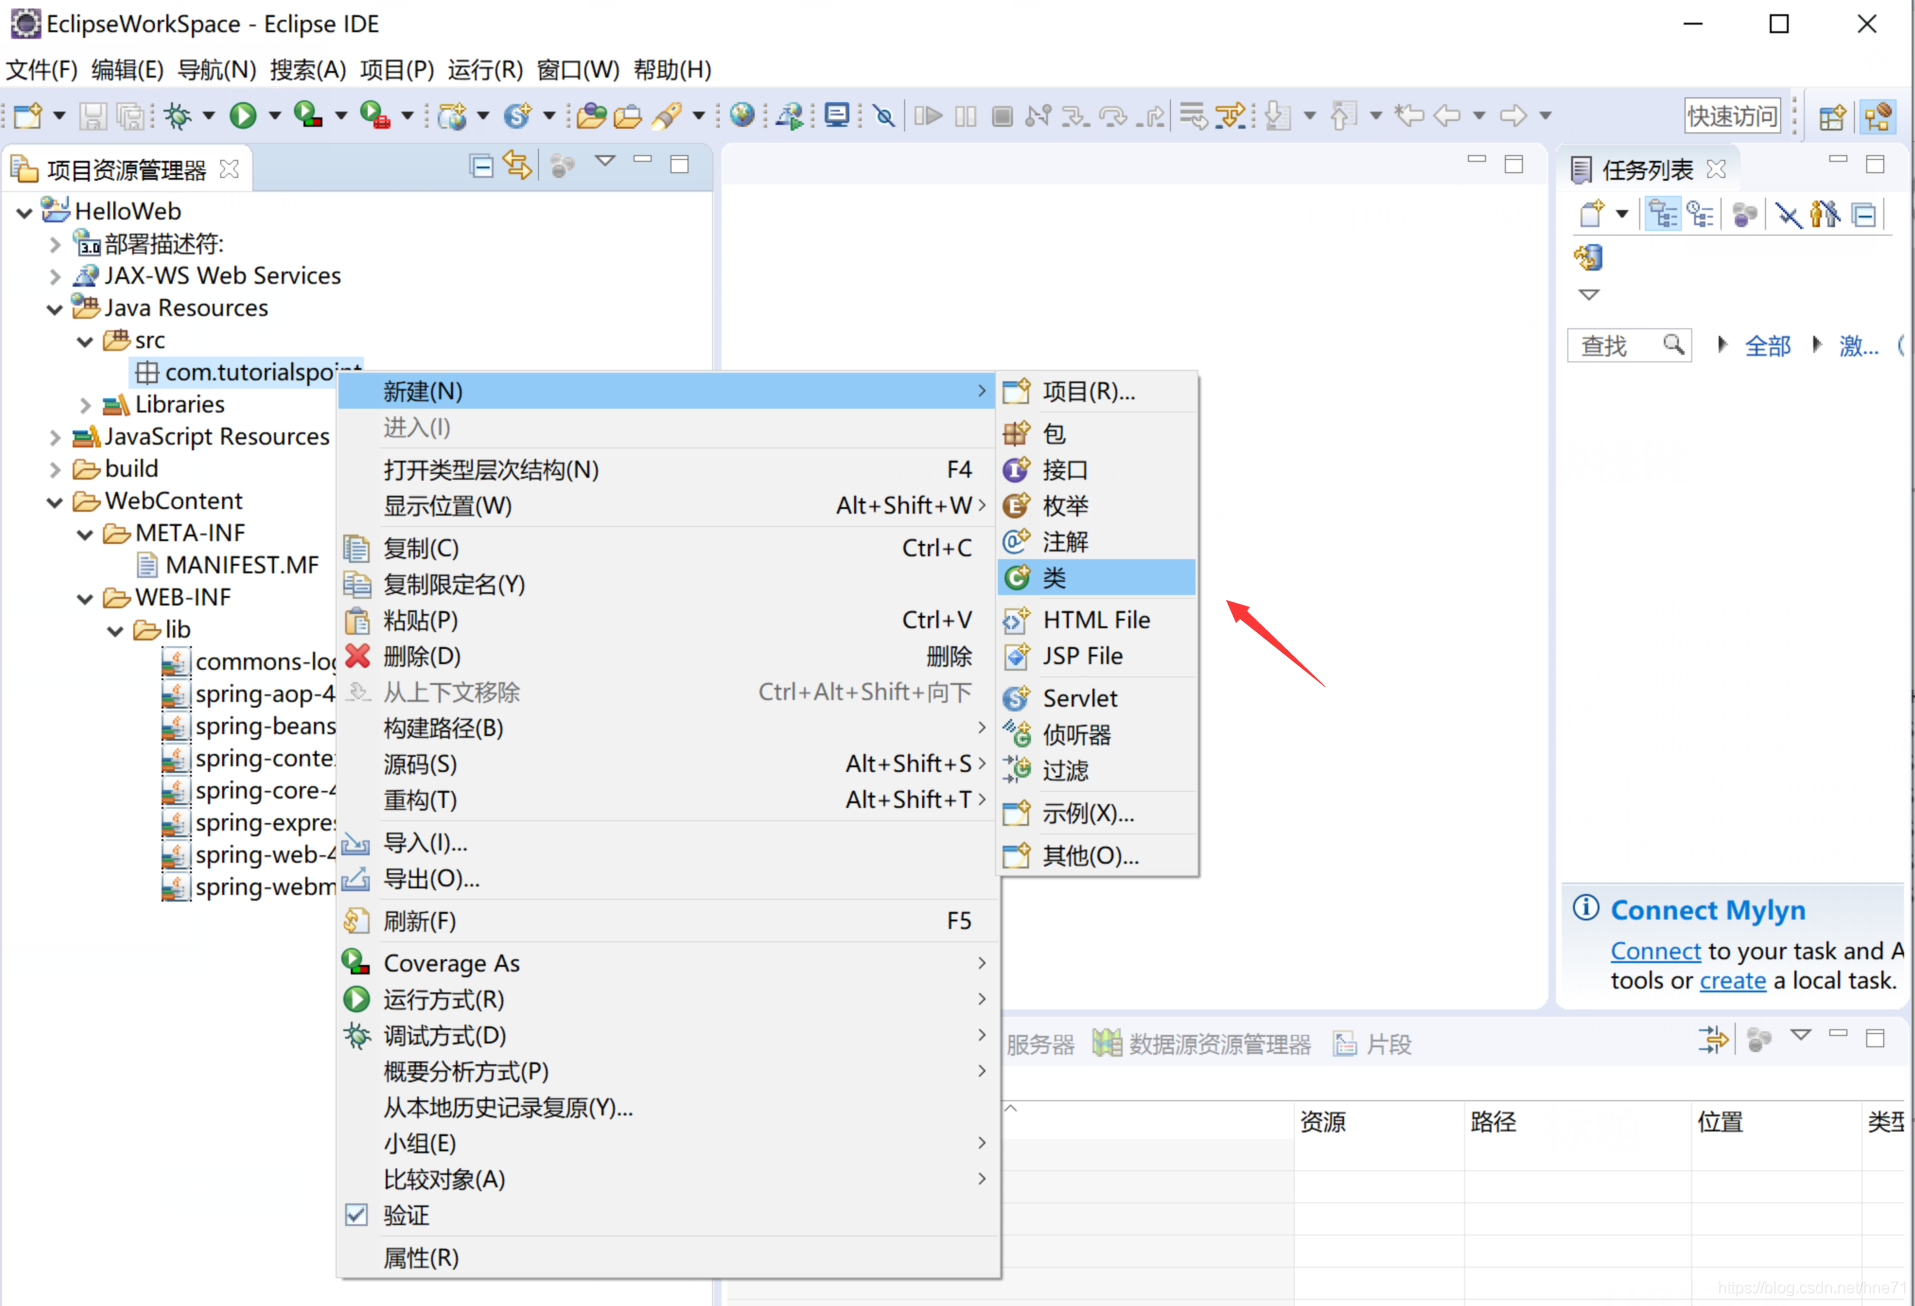 EclipseWorkSpace - Eclipse IDE
文件(F) 编辑(E) 导航(N) 搜索(A) 项目(P) 运行(R) 窗口(W) 帮助(H)
快速访问
项目资源管理器
HelloWeb
3.0 部署描述符:
JAX-WS Web Services
Java Resources
src
com.tutorialspoint
Libraries
JavaScript Resources
build
WebContent
META-INF
MANIFEST.MF
WEB-INF
lib
commons-log
spring-aop-4
spring-beans
spring-conte
spring-core-4
spring-expres
spring-web-4
spring-webm
新建(N)
进入(I)
打开类型层次结构(N) F4
显示位置(W) Alt+Shift+W
复制(C) Ctrl+C
复制限定名(Y)
粘贴(P) Ctrl+V
删除(D) 删除
从上下文移除 Ctrl+Alt+Shift+向下
构建路径(B)
源码(S) Alt+Shift+S
重构(T) Alt+Shift+T
导入(I)...
导出(O)...
刷新(F) F5
Coverage As
运行方式(R)
调试方式(D)
概要分析方式(P)
从本地历史记录复原(Y)...
小组(E)
比较对象(A)
验证
属性(R)
项目(R)...
包
接口
枚举
注解
类
HTML File
JSP File
Servlet
侦听器
过滤
示例(X)...
其他(O)...
任务列表
查找 全部 激...
Connect Mylyn
Connect to your task and A
tools or create a local task.
服务器 数据源资源管理器 片段
资源 路径 位置 类型
https://blog.csdn.net/hne71